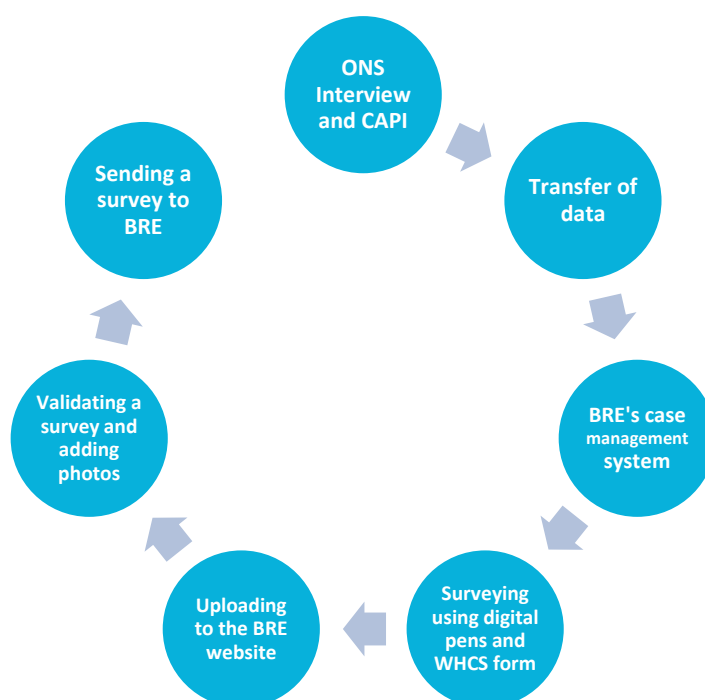 ONS
Interview
and CAPI
Transfer of
data
BRE's case
management
system
Surveying
using digital
pens and
WHCS form
Uploading
to the BRE
website
Validating a
survey and
adding
photos
Sending a
survey to
BRE